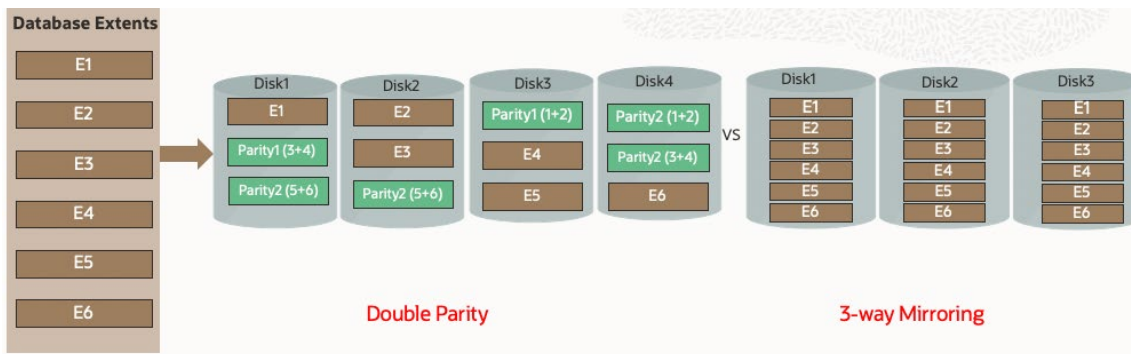 Database Extents
E1
E2
E3
E4
E5
E6
Disk1
E1
Parity1 (3+4)
Parity2 (5+6)
Disk2
E2
E3
Parity2 (5+6)
Disk3
Parity1 (1+2)
E4
E5
Disk4
Parity2 (1+2)
Parity2 (3+4)
E6
Double Parity
VS
Disk1
E1
E2
E3
E4
E5
E6
Disk2
E1
E2
E3
E4
E5
E6
Disk3
E1
E2
E3
E4
E5
E6
3-way Mirroring